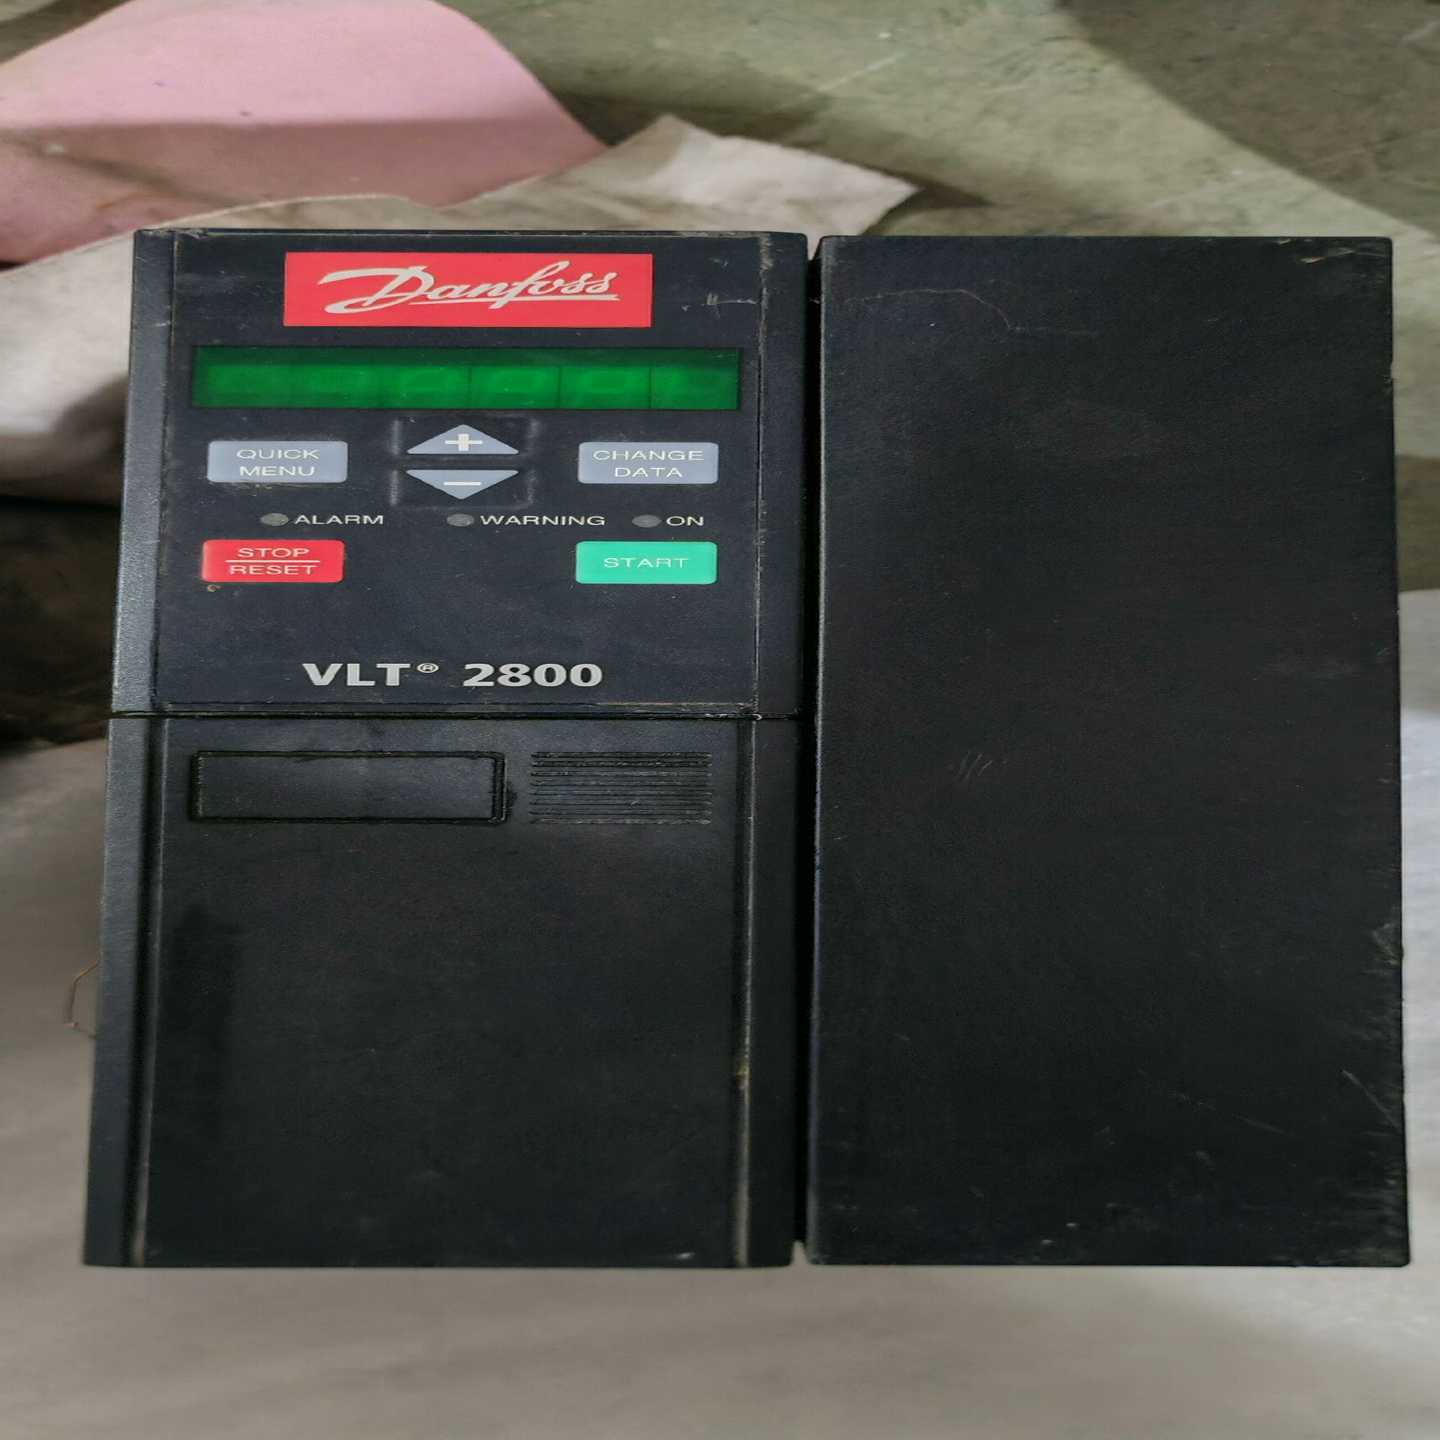 Danfoss
QUICK
MENU
+
-
CHANGE
DATA
ALARM
WARNING
ON
STOP
RESET
START
VLT® 2800